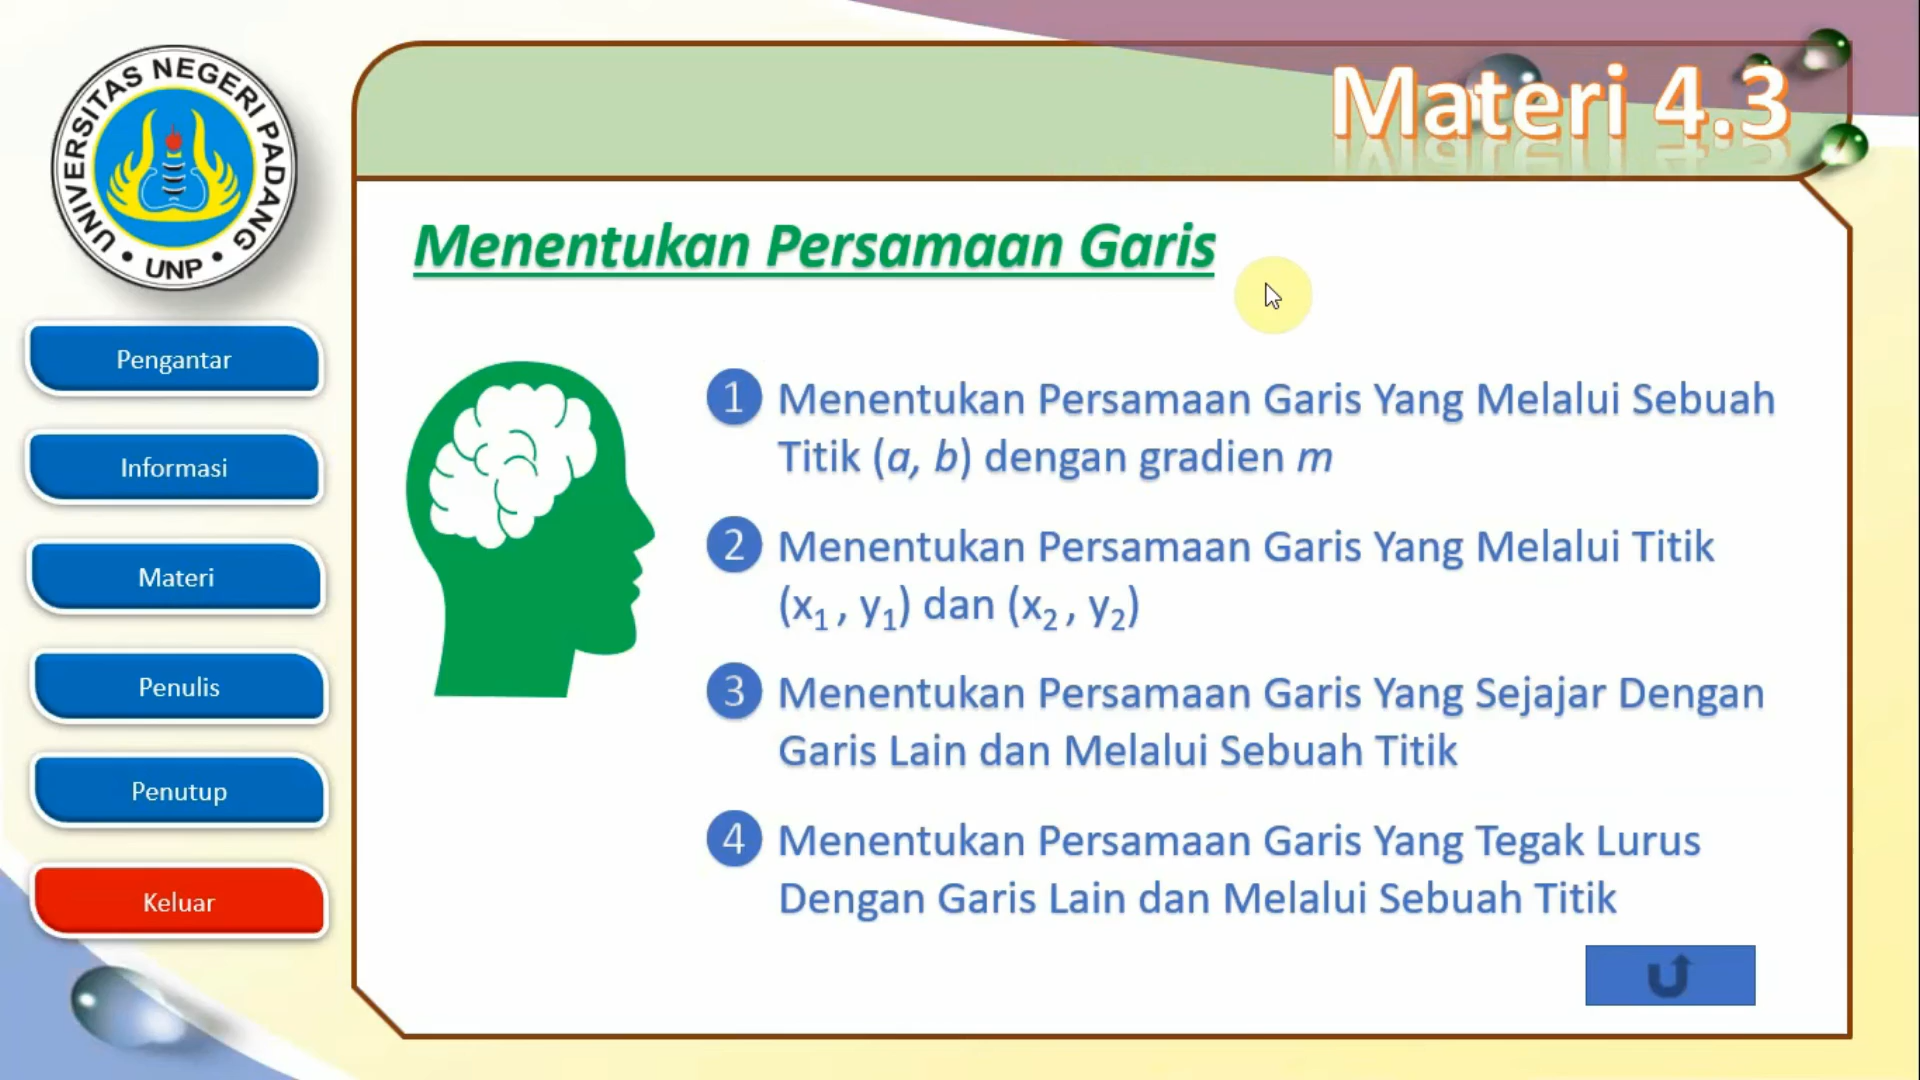 UNIVERSITAS NEGERI PADANG
• UNP •
Materi 4.3
Menentukan Persamaan Garis
Pengantar
Informasi
Materi
Penulis
Penutup
Keluar
1 Menentukan Persamaan Garis Yang Melalui Sebuah
Titik (a, b) dengan gradien m
2 Menentukan Persamaan Garis Yang Melalui Titik
(x₁ , y₁) dan (x₂ , y₂)
3 Menentukan Persamaan Garis Yang Sejajar Dengan
Garis Lain dan Melalui Sebuah Titik
4 Menentukan Persamaan Garis Yang Tegak Lurus
Dengan Garis Lain dan Melalui Sebuah Titik